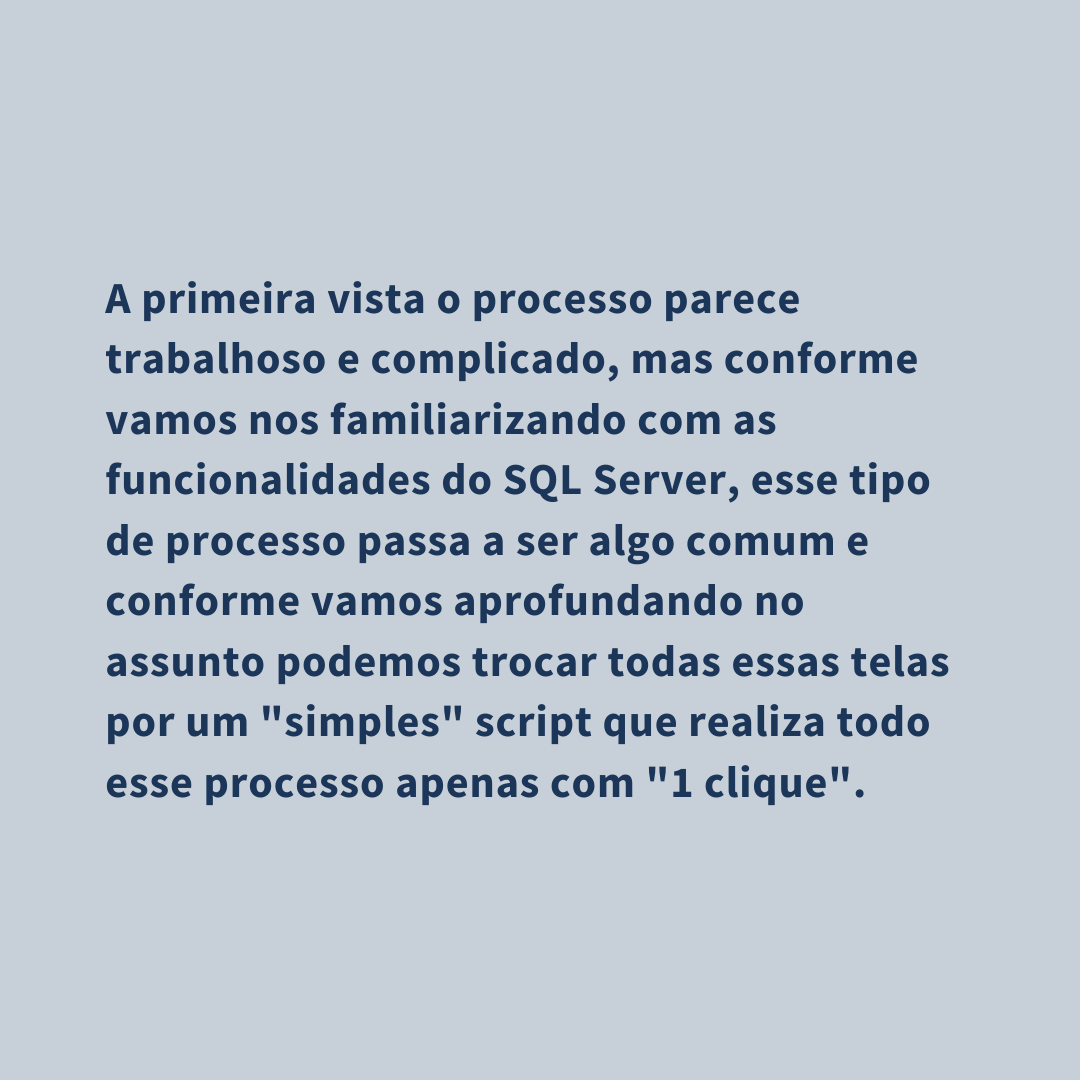 A primeira vista o processo parece
trabalhoso e complicado, mas conforme
vamos nos familiarizando com as
funcionalidades do SQL Server, esse tipo
de processo passa a ser algo comum e
conforme vamos aprofundando no
assunto podemos trocar todas essas telas
por um "simples" script que realiza todo
esse processo apenas com "1 clique".